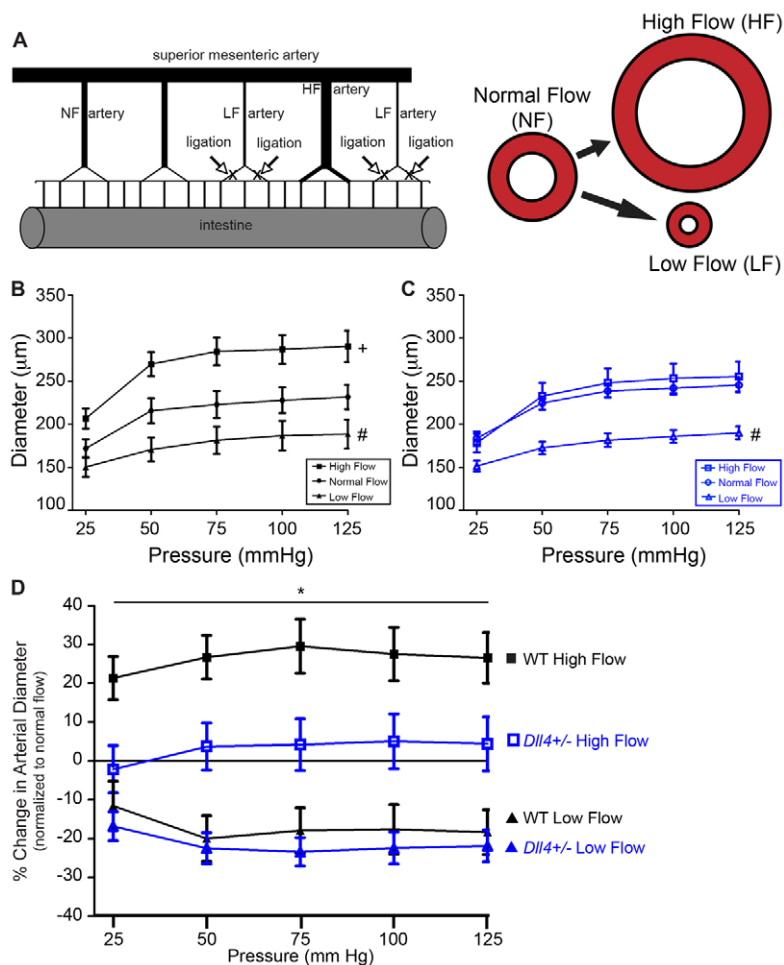 A
superior mesenteric artery
NF artery
LF artery
HF artery
LF artery
ligation
ligation
ligation
ligation
intestine
Normal Flow
(NF)
High Flow (HF)
Low Flow (LF)
B
350
300
250
200
150
100
Diameter (μm)
25 50 75 100 125
Pressure (mmHg)
+
#
High Flow
Normal Flow
Low Flow
C
350
300
250
200
150
100
Diameter (μm)
25 50 75 100 125
Pressure (mmHg)
#
High Flow
Normal Flow
Low Flow
D
*
40
30
20
10
0
-10
-20
-30
-40
% Change in Arterial Diameter
(normalized to normal flow)
25 50 75 100 125
Pressure (mm Hg)
WT High Flow
Dll4+/- High Flow
WT Low Flow
Dll4+/- Low Flow